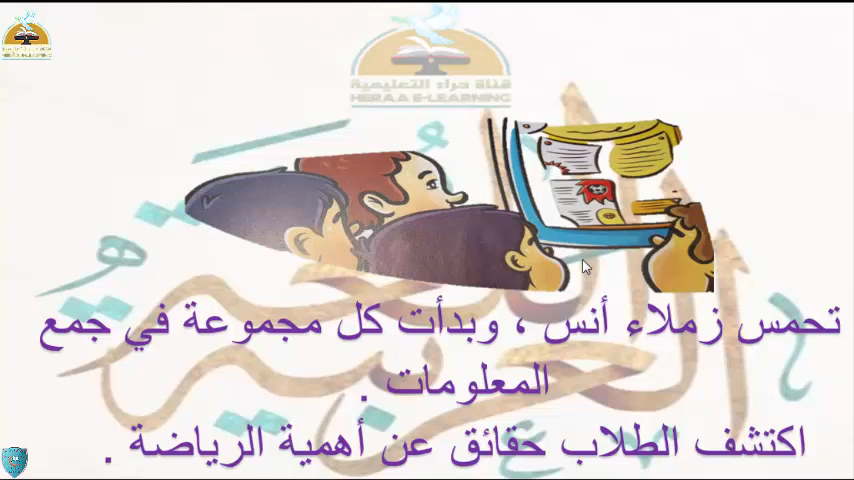 قناة حراء التعليمية
HERAA E-LEARNING
تحمس زملاء أنس ، وبدأت كل مجموعة في جمع
المعلومات .
اكتشف الطلاب حقائق عن أهمية الرياضة .